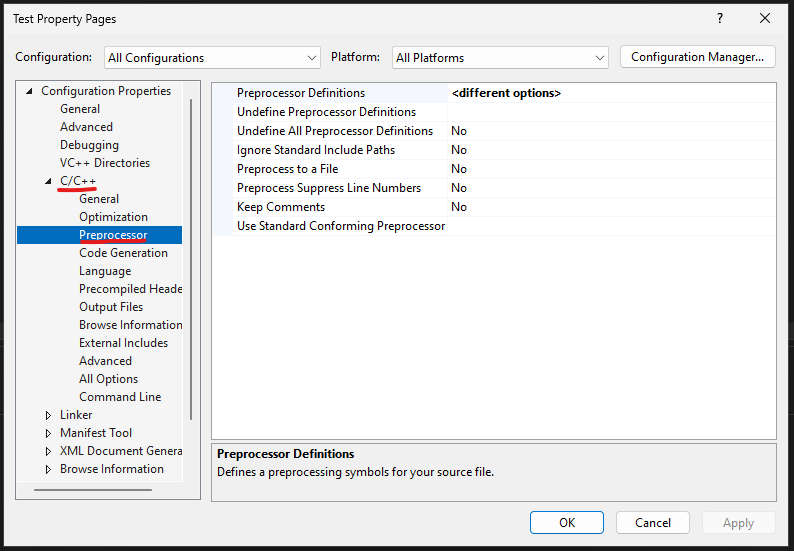 Test Property Pages
?
Configuration: All Configurations Platform: All Platforms Configuration Manager...
Configuration Properties
General
Advanced
Debugging
VC++ Directories
C/C++
General
Optimization
Preprocessor
Code Generation
Language
Precompiled Heade
Output Files
Browse Information
External Includes
Advanced
All Options
Command Line
Linker
Manifest Tool
XML Document Genera
Browse Information
Preprocessor Definitions <different options>
Undefine Preprocessor Definitions
Undefine All Preprocessor Definitions No
Ignore Standard Include Paths No
Preprocess to a File No
Preprocess Suppress Line Numbers No
Keep Comments No
Use Standard Conforming Preprocessor
Preprocessor Definitions
Defines a preprocessing symbols for your source file.
OK Cancel Apply